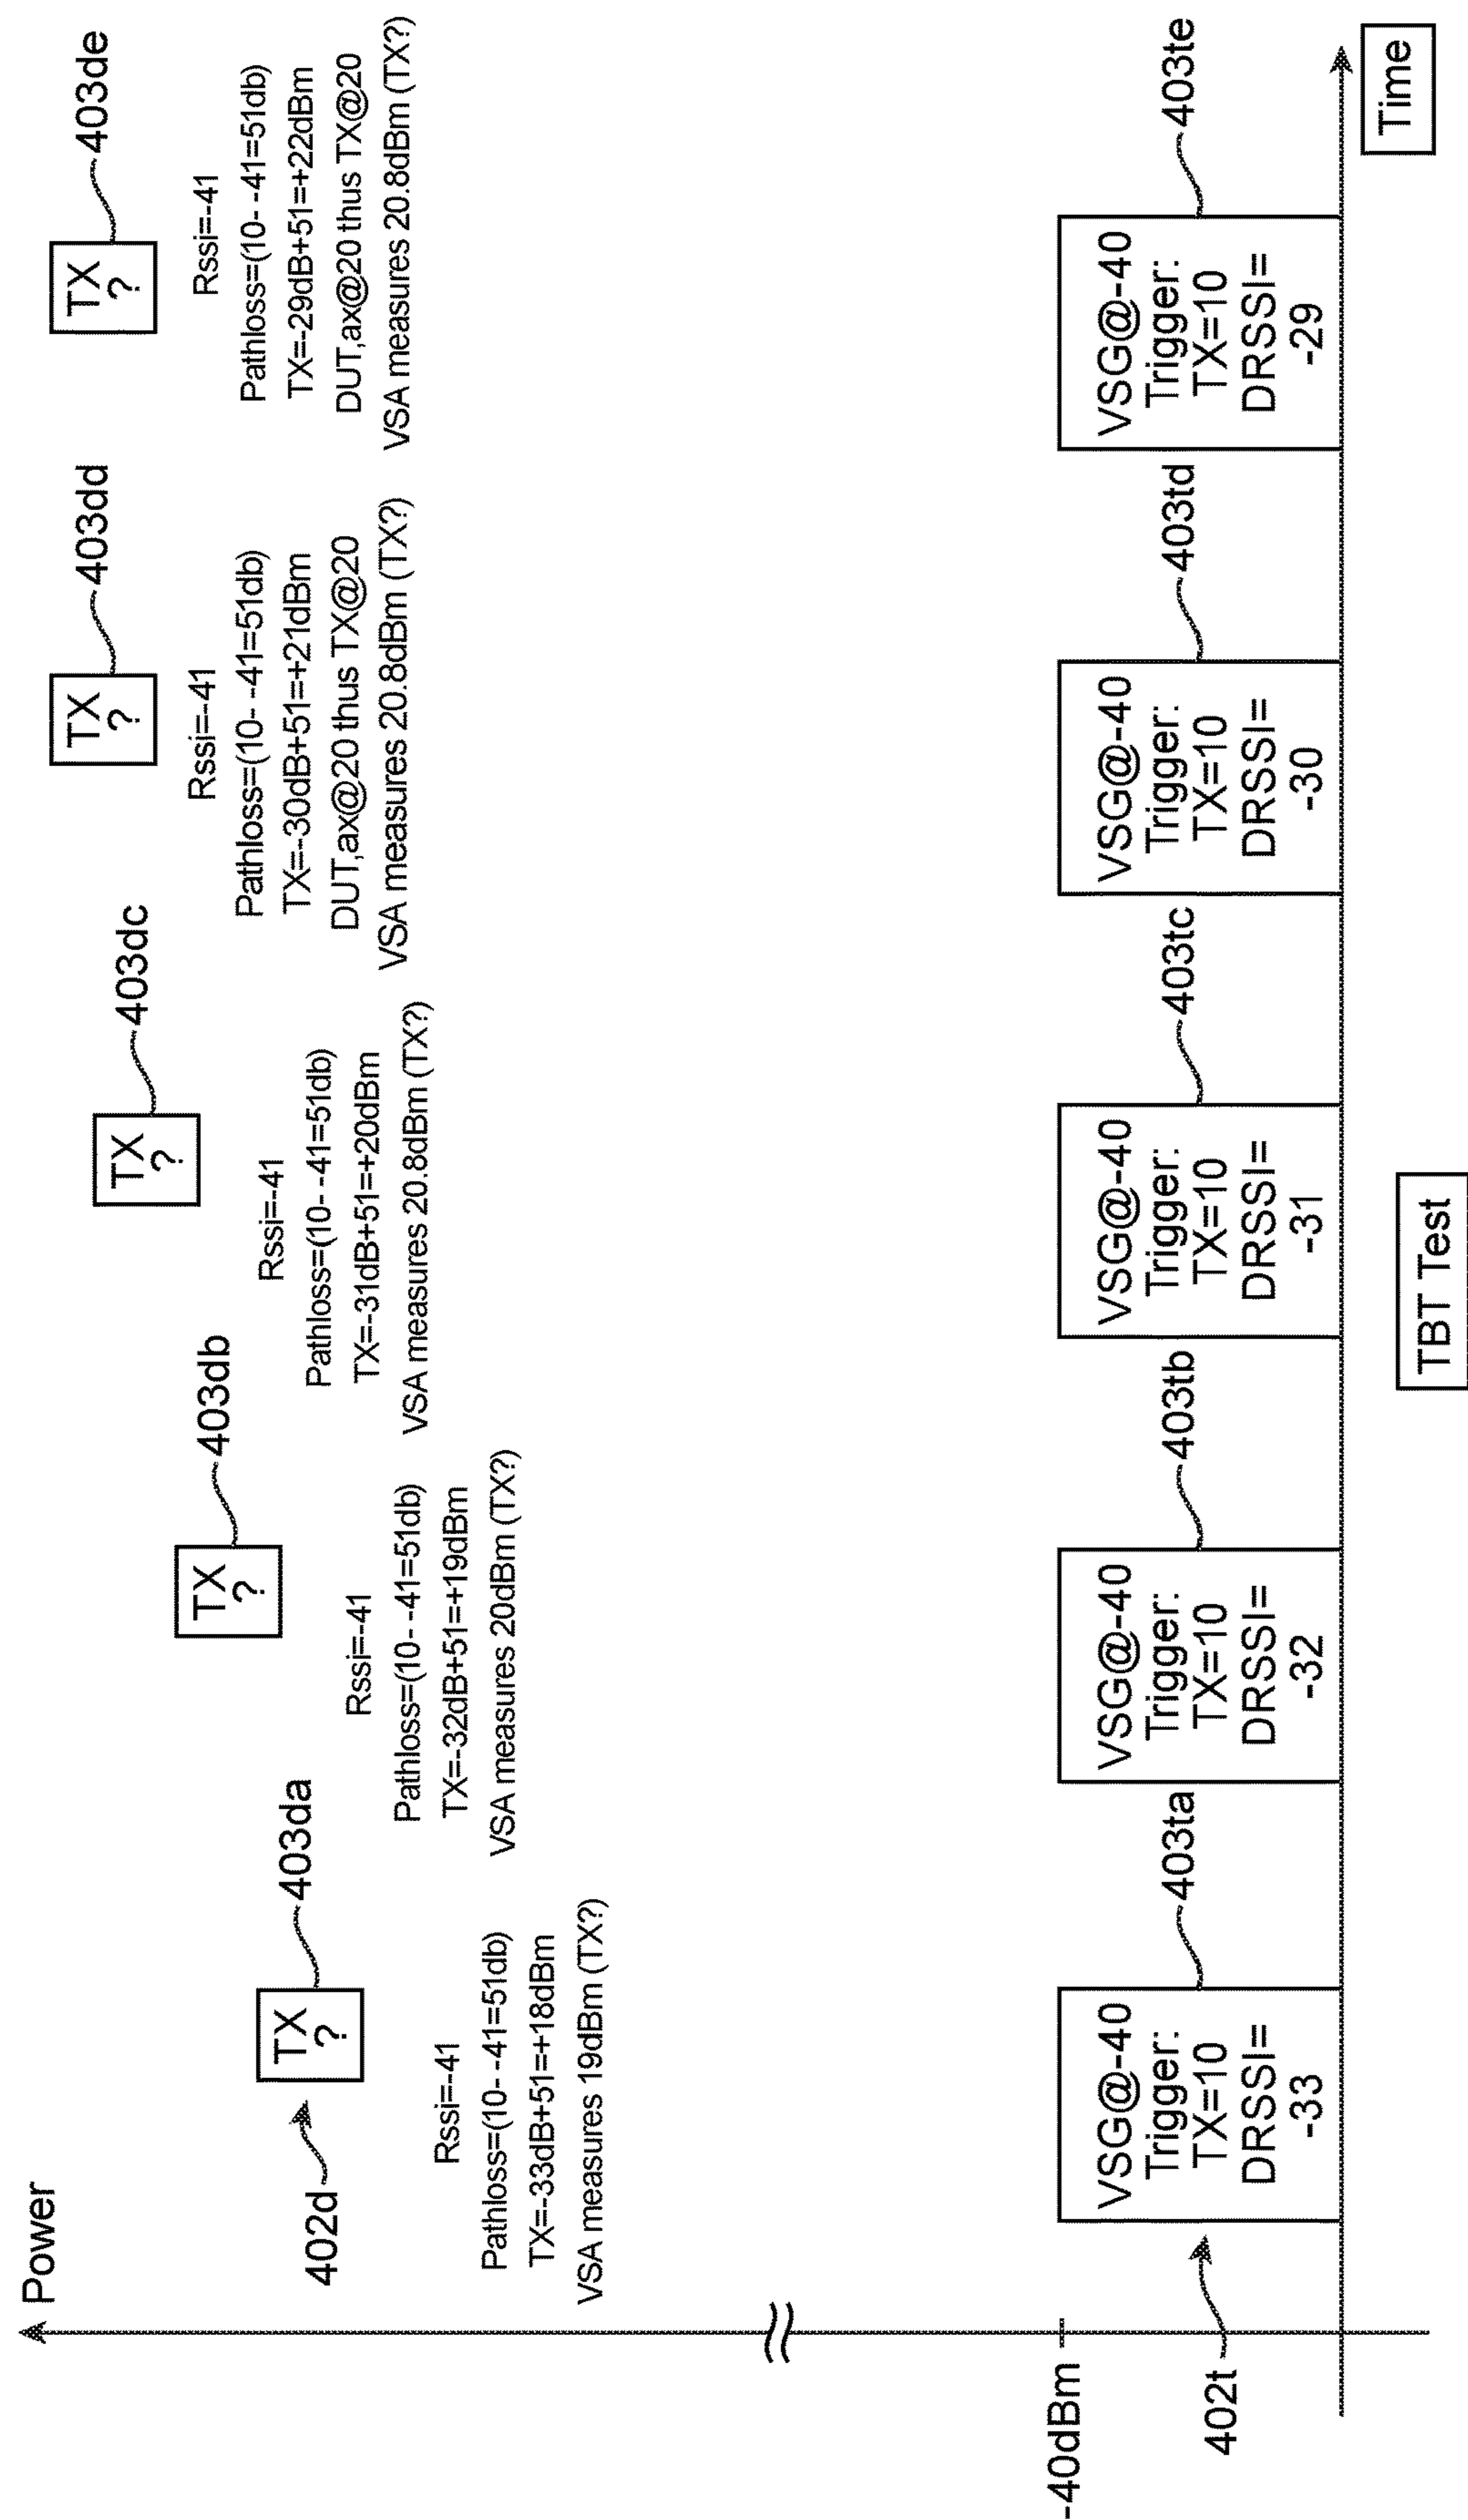 Power
402d
TX
?
403da
Rssi=-41
Pathloss=(10- -41=51db)
TX=-33dB+51=+18dBm
VSA measures 19dBm (TX?)
TX
?
403db
Rssi=-41
Pathloss=(10- -41=51db)
TX=-32dB+51=+19dBm
VSA measures 20dBm (TX?)
TX
?
403dc
Rssi=-41
Pathloss=(10- -41=51db)
TX=-31dB+51=+20dBm
VSA measures 20.8dBm (TX?)
TX
?
403dd
Rssi=-41
Pathloss=(10- -41=51db)
TX=-30dB+51=+21dBm
DUT,ax@20 thus TX@20
VSA measures 20.8dBm (TX?)
TX
?
403de
Rssi=-41
Pathloss=(10- -41=51db)
TX=-29dB+51=+22dBm
DUT,ax@20 thus TX@20
VSA measures 20.8dBm (TX?)
-40dBm
402t
VSG@-40
Trigger:
TX=10
DRSSI=
-33
403ta
VSG@-40
Trigger:
TX=10
DRSSI=
-32
403tb
VSG@-40
Trigger:
TX=10
DRSSI=
-31
403tc
VSG@-40
Trigger:
TX=10
DRSSI=
-30
403td
VSG@-40
Trigger:
TX=10
DRSSI=
-29
403te
Time
TBT Test